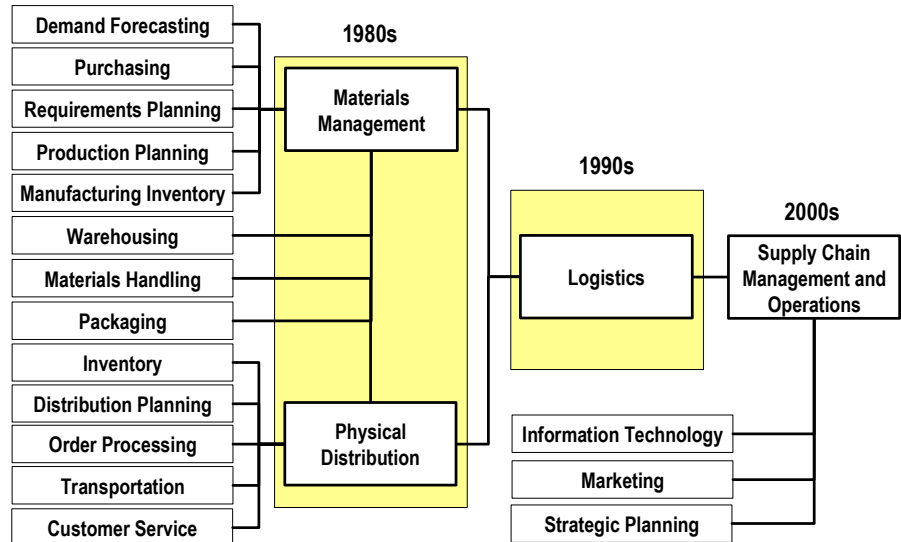 Demand Forecasting
Purchasing
Requirements Planning
Production Planning
Manufacturing Inventory
Warehousing
Materials Handling
Packaging
Inventory
Distribution Planning
Order Processing
Transportation
Customer Service
1980s
Materials
Management
Physical
Distribution
1990s
Logistics
2000s
Supply Chain
Management and
Operations
Information Technology
Marketing
Strategic Planning